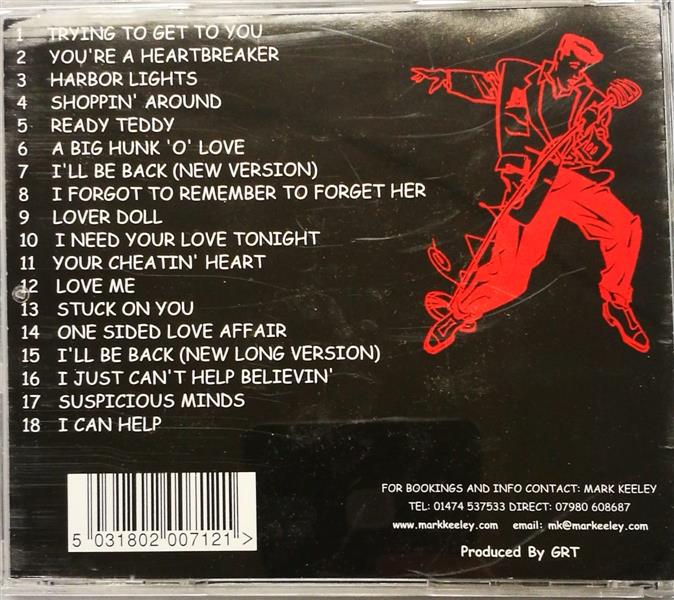 1 TRYING TO GET TO YOU
2 YOU'RE A HEARTBREAKER
3 HARBOR LIGHTS
4 SHOPPIN' AROUND
5 READY TEDDY
6 A BIG HUNK 'O' LOVE
7 I'LL BE BACK (NEW VERSION)
8 I FORGOT TO REMEMBER TO FORGET HER
9 LOVER DOLL
10 I NEED YOUR LOVE TONIGHT
11 YOUR CHEATIN' HEART
12 LOVE ME
13 STUCK ON YOU
14 ONE SIDED LOVE AFFAIR
15 I'LL BE BACK (NEW LONG VERSION)
16 I JUST CAN'T HELP BELIEVIN'
17 SUSPICIOUS MINDS
18 I CAN HELP
FOR BOOKINGS AND INFO CONTACT: MARK KEELEY
TEL: 01474 537533 DIRECT: 07980 608687
www.markkeeley.com email: mk@markeeley.com
Produced By GRT
5 031802 007121 >